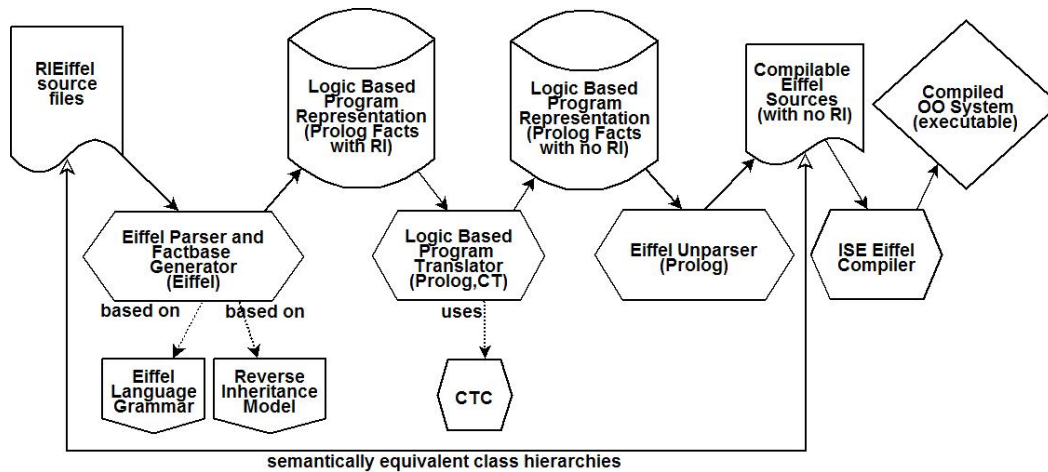 RIEiffel
source
files
Logic Based
Program
Representation
(Prolog Facts
with RI)
Logic Based
Program
Representation
(Prolog Facts
with no RI)
Compilable
Eiffel
Sources
(with no RI)
Compiled
OO System
(executable)
Eiffel Parser and
Factbase
Generator
(Eiffel)
Logic Based
Program
Translator
(Prolog,CT)
Eiffel Unparser
(Prolog)
ISE Eiffel
Compiler
based on
based on
uses
Eiffel
Language
Grammar
Reverse
Inheritance
Model
CTC
semantically equivalent class hierarchies